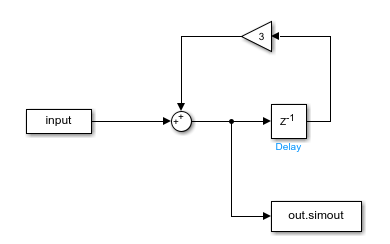 3
+
input
+
z-1
Delay
out.simout